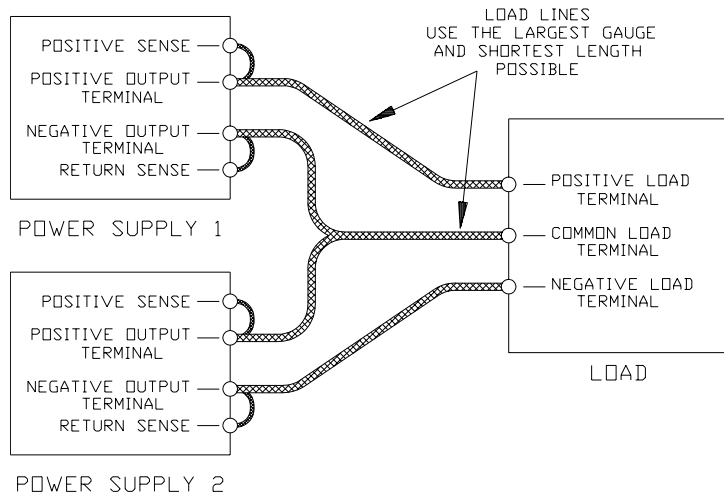 LOAD LINES
USE THE LARGEST GAUGE
AND SHORTEST LENGTH
POSSIBLE
POSITIVE SENSE
POSITIVE OUTPUT
TERMINAL
NEGATIVE OUTPUT
TERMINAL
RETURN SENSE
POWER SUPPLY 1
POSITIVE LOAD
TERMINAL
COMMON LOAD
TERMINAL
NEGATIVE LOAD
TERMINAL
LOAD
POSITIVE SENSE
POSITIVE OUTPUT
TERMINAL
NEGATIVE OUTPUT
TERMINAL
RETURN SENSE
POWER SUPPLY 2